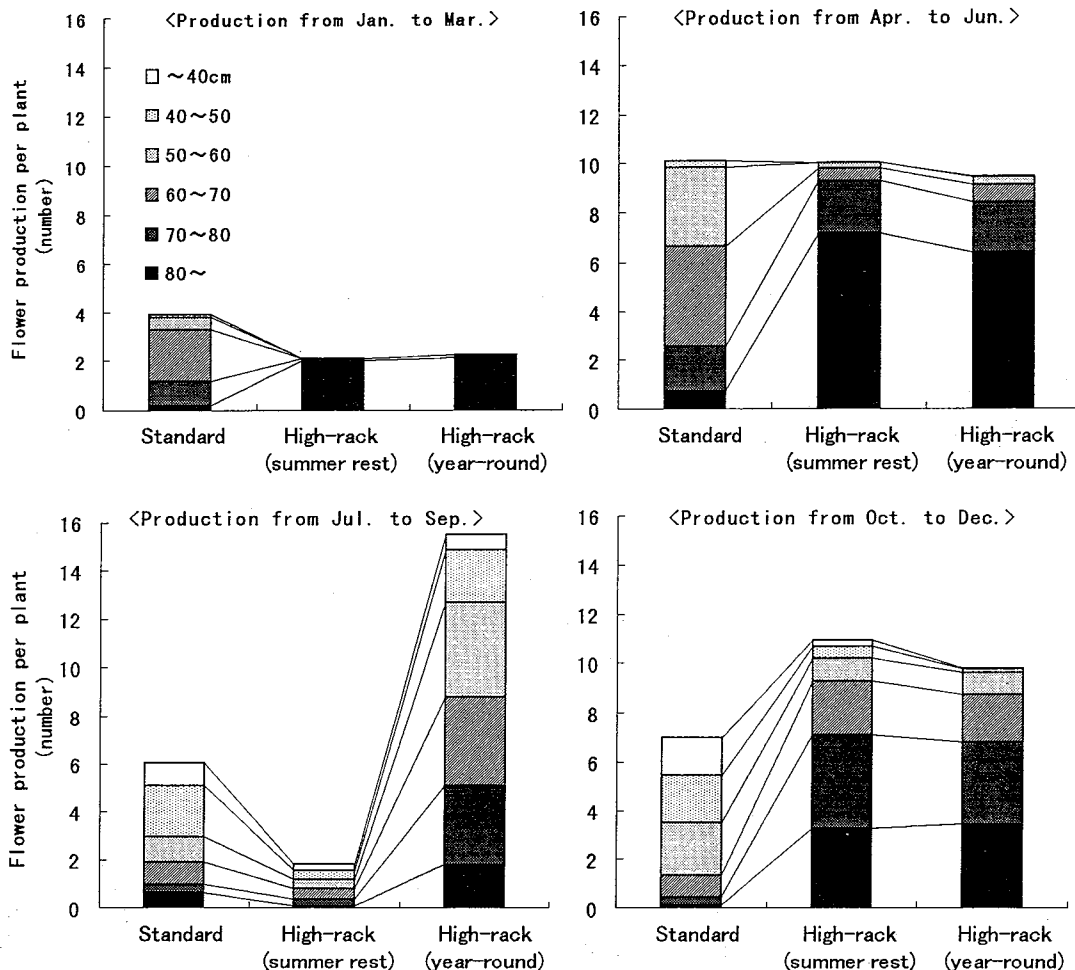 <Production from Jan. to Mar.>
Flower production per plant
(number)
16
14
12
10
8
6
4
2
0
～40cm
40～50
50～60
60～70
70～80
80～
Standard
High-rack
(summer rest)
High-rack
(year-round)
<Production from Apr. to Jun.>
16
14
12
10
8
6
4
2
0
Standard
High-rack
(summer rest)
High-rack
(year-round)
<Production from Jul. to Sep.>
Flower production per plant
(number)
16
14
12
10
8
6
4
2
0
Standard
High-rack
(summer rest)
High-rack
(year-round)
<Production from Oct. to Dec.>
16
14
12
10
8
6
4
2
0
Standard
High-rack
(summer rest)
High-rack
(year-round)